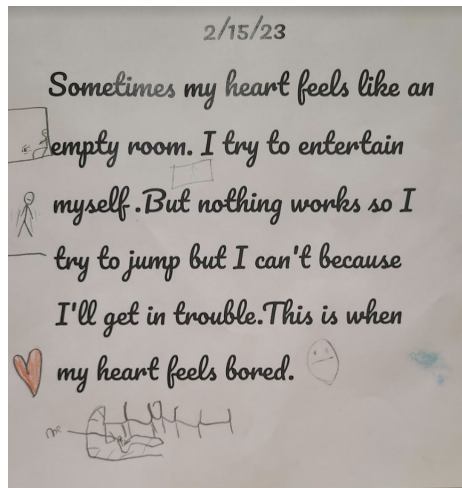 2/15/23
Sometimes my heart feels like an
empty room. I try to entertain
myself.But nothing works so I
try to jump but I can't because
I'll get in trouble.This is when
my heart feels bored.
me